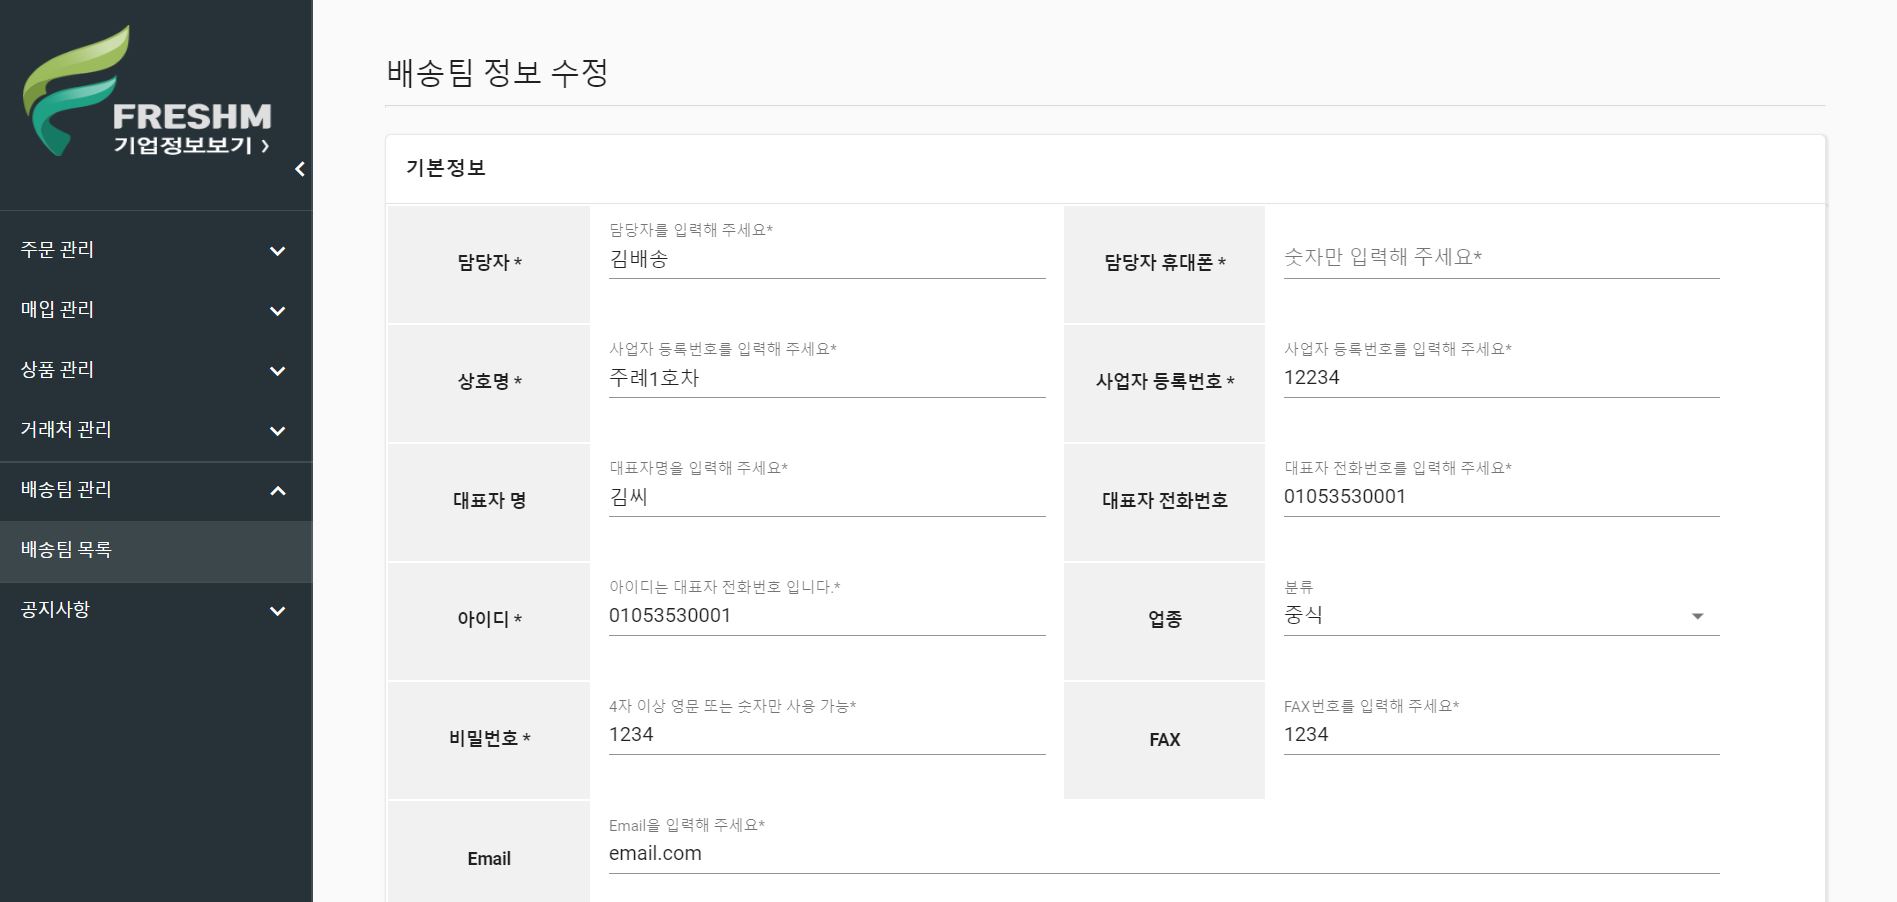 FRESHM
기업정보보기 ›
주문 관리
매입 관리
상품 관리
거래처 관리
배송팀 관리
배송팀 목록
공지사항
배송팀 정보 수정
기본정보
담당자 *
담당자를 입력해 주세요*
김배송
담당자 휴대폰 *
숫자만 입력해 주세요*
상호명 *
사업자 등록번호를 입력해 주세요*
주례1호차
사업자 등록번호 *
사업자 등록번호를 입력해 주세요*
12234
대표자 명
대표자명을 입력해 주세요*
김씨
대표자 전화번호
대표자 전화번호를 입력해 주세요*
01053530001
아이디 *
아이디는 대표자 전화번호 입니다.*
01053530001
업종
분류
중식
비밀번호 *
4자 이상 영문 또는 숫자만 사용 가능*
1234
FAX
FAX번호를 입력해 주세요*
1234
Email
Email을 입력해 주세요*
email.com